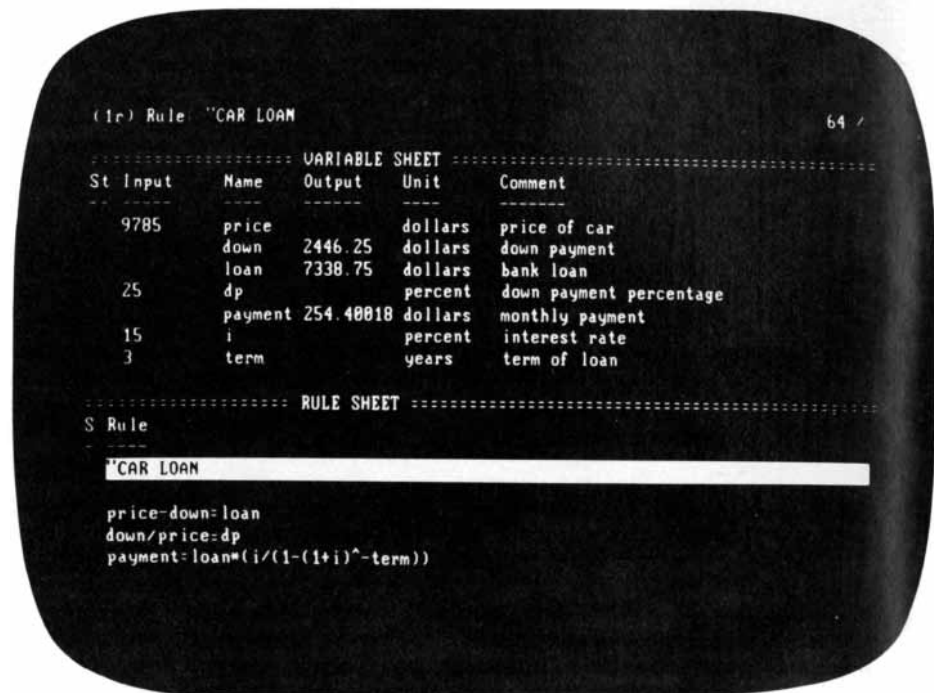 (1r) Rule "CAR LOAN 64 /
VARIABLE SHEET
St Input Name Output Unit Comment
9785 price dollars price of car
down 2446.25 dollars down payment
loan 7338.75 dollars bank loan
25 dp percent down payment percentage
payment 254.40018 dollars monthly payment
15 i percent interest rate
3 term years term of loan
RULE SHEET
S Rule
"CAR LOAN
price-down=loan
down/price=dp
payment=loan*(i/(1-(1+i)^-term))